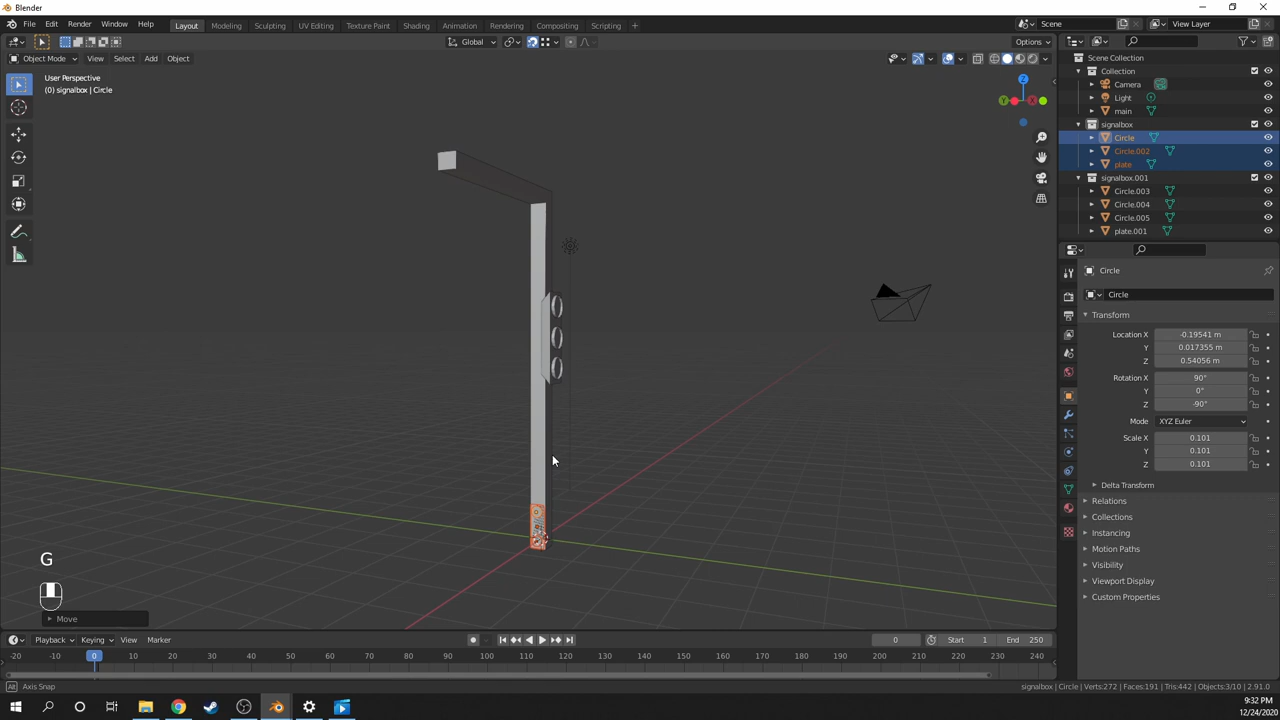 Blender
File Edit Render Window Help
Layout Modeling Sculpting UV Editing Texture Paint Shading Animation Rendering Compositing Scripting +
Scene
View Layer
Global
Options
Object Mode View Select Add Object
User Perspective
(0) signalbox | Circle
Z
Y
X
Scene Collection
Collection
Camera
Light
main
signalbox
Circle
Circle.002
plate
signalbox.001
Circle.003
Circle.004
Circle.005
plate.001
Circle
Circle
Transform
Location X -0.19541 m
Y 0.017355 m
Z 0.54056 m
Rotation X 90°
Y 0°
Z -90°
Mode XYZ Euler
Scale X 0.101
Y 0.101
Z 0.101
Delta Transform
Relations
Collections
Instancing
Motion Paths
Visibility
Viewport Display
Custom Properties
G
Move
Playback Keying View Marker
0
Start 1
End 250
-20 -10 0 10 20 30 40 50 60 70 80 90 100 110 120 130 140 150 160 170 180 190 200 210 220 230 240
Alt Axis Snap
signalbox | Circle | Verts:272 | Faces:191 | Tris:442 | Objects:3/10 | 2.91.0
9:32 PM
12/24/2020